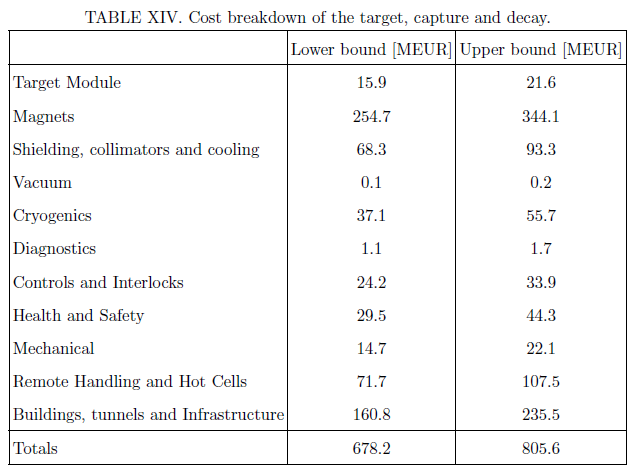 TABLE XIV. Cost breakdown of the target, capture and decay.
Lower bound [MEUR] Upper bound [MEUR]
Target Module 15.9 21.6
Magnets 254.7 344.1
Shielding, collimators and cooling 68.3 93.3
Vacuum 0.1 0.2
Cryogenics 37.1 55.7
Diagnostics 1.1 1.7
Controls and Interlocks 24.2 33.9
Health and Safety 29.5 44.3
Mechanical 14.7 22.1
Remote Handling and Hot Cells 71.7 107.5
Buildings, tunnels and Infrastructure 160.8 235.5
Totals 678.2 805.6